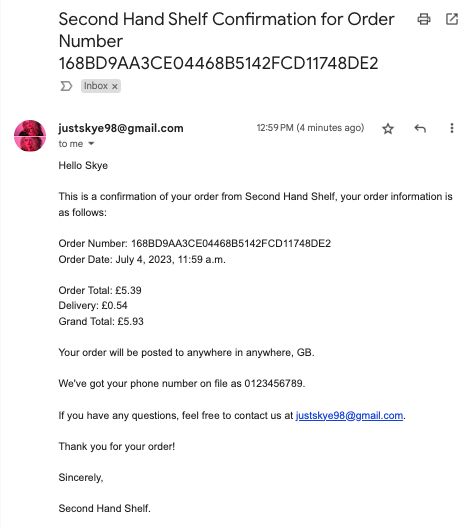 Second Hand Shelf Confirmation for Order
Number
168BD9AA3CE04468B5142FCD11748DE2
Inbox x
justskye98@gmail.com 12:59 PM (4 minutes ago)
to me
Hello Skye
This is a confirmation of your order from Second Hand Shelf, your order information is
as follows:
Order Number: 168BD9AA3CE04468B5142FCD11748DE2
Order Date: July 4, 2023, 11:59 a.m.
Order Total: £5.39
Delivery: £0.54
Grand Total: £5.93
Your order will be posted to anywhere in anywhere, GB.
We've got your phone number on file as 0123456789.
If you have any questions, feel free to contact us at justskye98@gmail.com.
Thank you for your order!
Sincerely,
Second Hand Shelf.